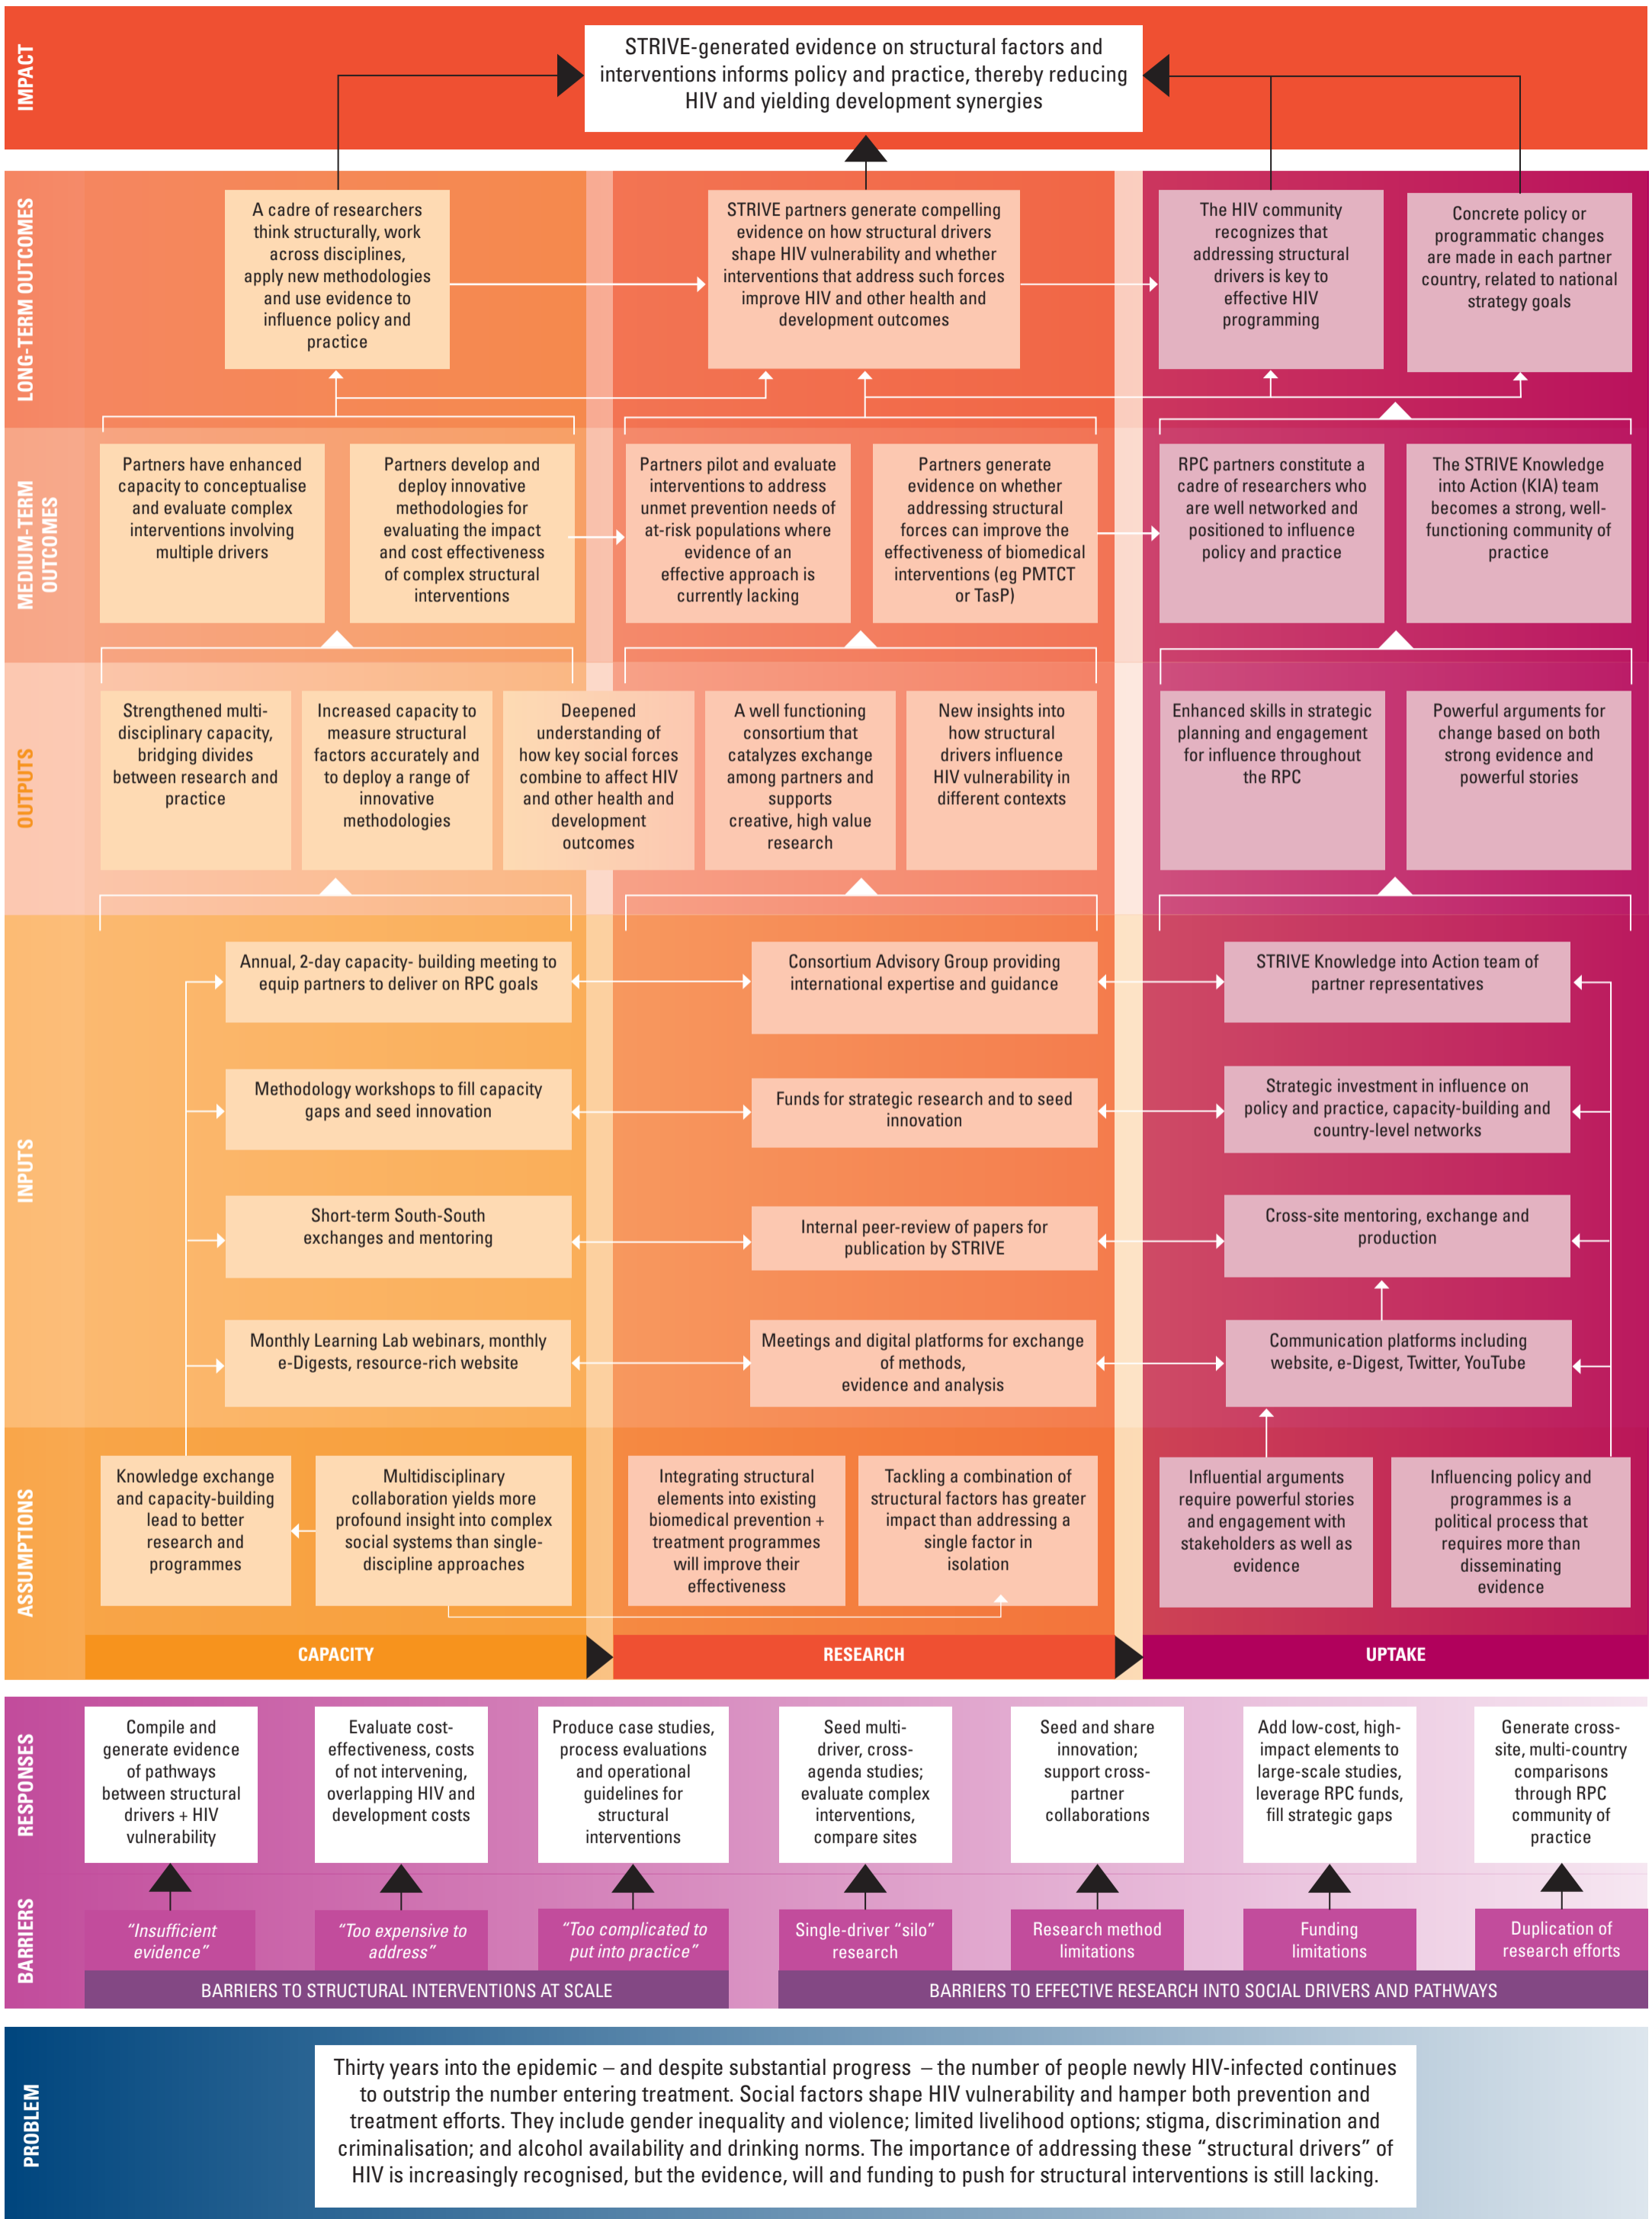 IMPACT
STRIVE-generated evidence on structural factors and
interventions informs policy and practice, thereby reducing
HIV and yielding development synergies
LONG-TERM OUTCOMES
A cadre of researchers
think structurally, work
across disciplines,
apply new methodologies
and use evidence to
influence policy and
practice
STRIVE partners generate compelling
evidence on how structural drivers
shape HIV vulnerability and whether
interventions that address such forces
improve HIV and other health and
development outcomes
The HIV community
recognizes that
addressing structural
drivers is key to
effective HIV
programming
Concrete policy or
programmatic changes
are made in each partner
country, related to national
strategy goals
MEDIUM-TERM
OUTCOMES
Partners have enhanced
capacity to conceptualise
and evaluate complex
interventions involving
multiple drivers
Partners develop and
deploy innovative
methodologies for
evaluating the impact
and cost effectiveness
of complex structural
interventions
Partners pilot and evaluate
interventions to address
unmet prevention needs of
at-risk populations where
evidence of an
effective approach is
currently lacking
Partners generate
evidence on whether
addressing structural
forces can improve the
effectiveness of biomedical
interventions (eg PMTCT
or TasP)
RPC partners constitute a
cadre of researchers who
are well networked and
positioned to influence
policy and practice
The STRIVE Knowledge
into Action (KIA) team
becomes a strong, well-
functioning community of
practice
OUTPUTS
Strengthened multi-
disciplinary capacity,
bridging divides
between research and
practice
Increased capacity to
measure structural
factors accurately and
to deploy a range of
innovative
methodologies
Deepened
understanding of
how key social forces
combine to affect HIV
and other health and
development
outcomes
A well functioning
consortium that
catalyzes exchange
among partners and
supports
creative, high value
research
New insights into
how structural
drivers influence
HIV vulnerability in
different contexts
Enhanced skills in strategic
planning and engagement
for influence throughout
the RPC
Powerful arguments for
change based on both
strong evidence and
powerful stories
INPUTS
Annual, 2-day capacity- building meeting to
equip partners to deliver on RPC goals
Consortium Advisory Group providing
international expertise and guidance
STRIVE Knowledge into Action team of
partner representatives
Methodology workshops to fill capacity
gaps and seed innovation
Funds for strategic research and to seed
innovation
Strategic investment in influence on
policy and practice, capacity-building and
country-level networks
Short-term South-South
exchanges and mentoring
Internal peer-review of papers for
publication by STRIVE
Cross-site mentoring, exchange and
production
Monthly Learning Lab webinars, monthly
e-Digests, resource-rich website
Meetings and digital platforms for exchange
of methods,
evidence and analysis
Communication platforms including
website, e-Digest, Twitter, YouTube
ASSUMPTIONS
Knowledge exchange
and capacity-building
lead to better
research and
programmes
Multidisciplinary
collaboration yields more
profound insight into complex
social systems than single-
discipline approaches
Integrating structural
elements into existing
biomedical prevention +
treatment programmes
will improve their
effectiveness
Tackling a combination of
structural factors has greater
impact than addressing a
single factor in
isolation
Influential arguments
require powerful stories
and engagement with
stakeholders as well as
evidence
Influencing policy and
programmes is a
political process that
requires more than
disseminating
evidence
CAPACITY
RESEARCH
UPTAKE
RESPONSES
Compile and
generate evidence
of pathways
between structural
drivers + HIV
vulnerability
Evaluate cost-
effectiveness, costs
of not intervening,
overlapping HIV and
development costs
Produce case studies,
process evaluations
and operational
guidelines for
structural
interventions
Seed multi-
driver, cross-
agenda studies;
evaluate complex
interventions,
compare sites
Seed and share
innovation;
support cross-
partner
collaborations
Add low-cost, high-
impact elements to
large-scale studies,
leverage RPC funds,
fill strategic gaps
Generate cross-
site, multi-country
comparisons
through RPC
community of
practice
BARRIERS
“Insufficient
evidence”
“Too expensive to
address”
“Too complicated to
put into practice”
Single-driver “silo”
research
Research method
limitations
Funding
limitations
Duplication of
research efforts
BARRIERS TO STRUCTURAL INTERVENTIONS AT SCALE
BARRIERS TO EFFECTIVE RESEARCH INTO SOCIAL DRIVERS AND PATHWAYS
PROBLEM
Thirty years into the epidemic – and despite substantial progress – the number of people newly HIV-infected continues
to outstrip the number entering treatment. Social factors shape HIV vulnerability and hamper both prevention and
treatment efforts. They include gender inequality and violence; limited livelihood options; stigma, discrimination and
criminalisation; and alcohol availability and drinking norms. The importance of addressing these “structural drivers” of
HIV is increasingly recognised, but the evidence, will and funding to push for structural interventions is still lacking.